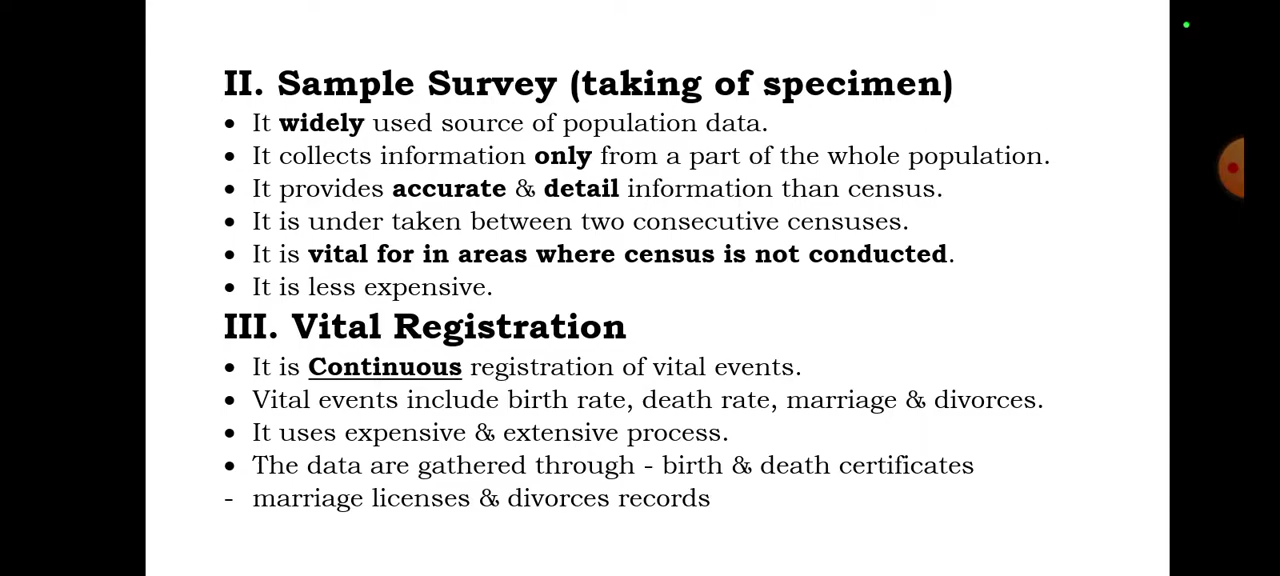 II. Sample Survey (taking of specimen)
• It widely used source of population data.
• It collects information only from a part of the whole population.
• It provides accurate & detail information than census.
• It is under taken between two consecutive censuses.
• It is vital for in areas where census is not conducted.
• It is less expensive.
III. Vital Registration
• It is Continuous registration of vital events.
• Vital events include birth rate, death rate, marriage & divorces.
• It uses expensive & extensive process.
• The data are gathered through - birth & death certificates
- marriage licenses & divorces records